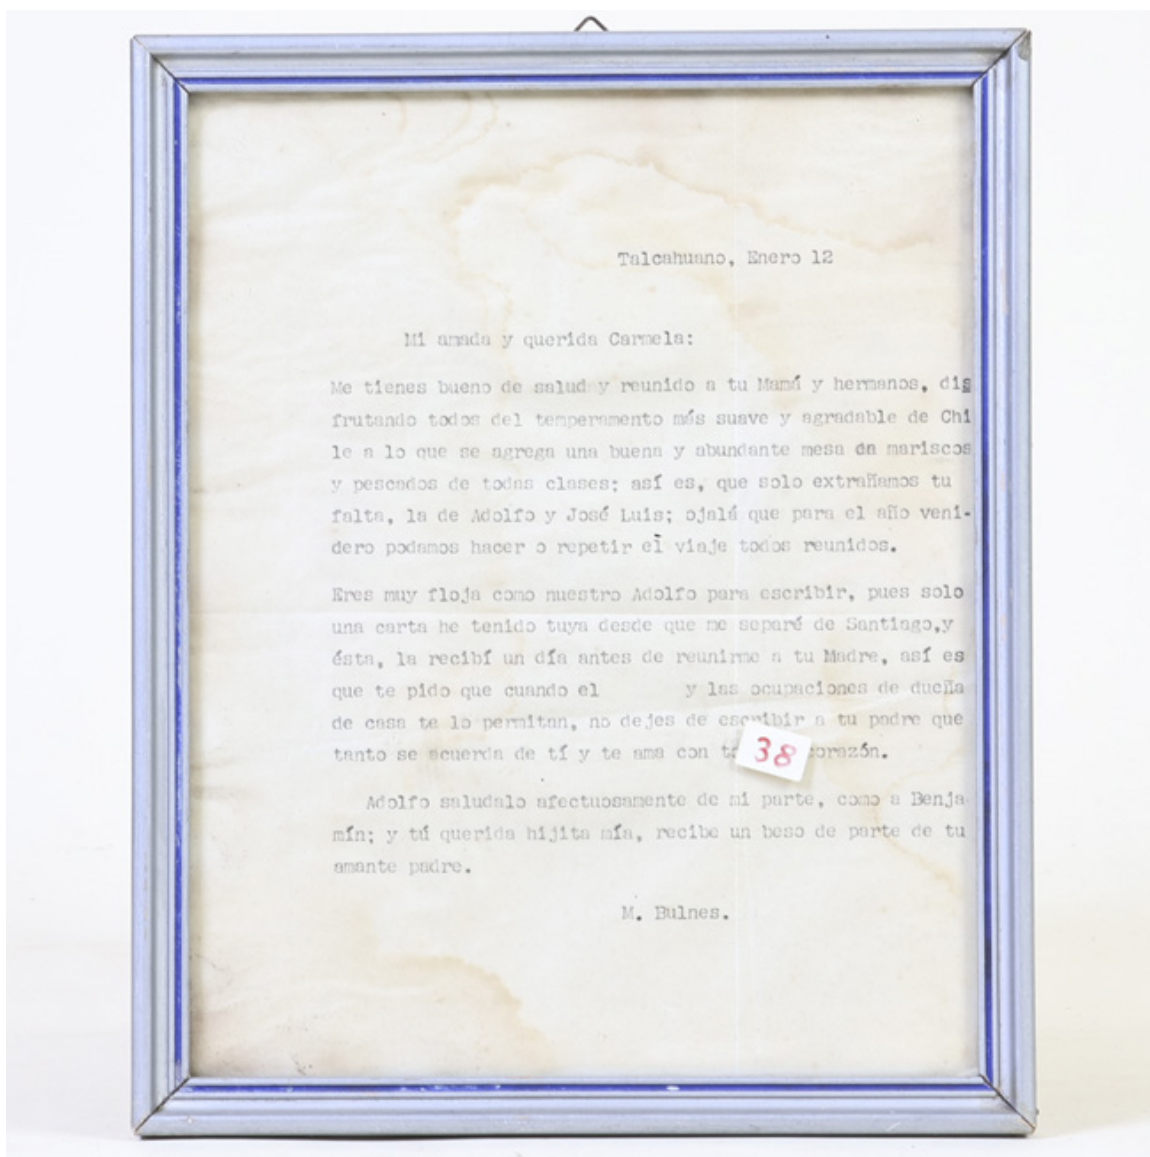 Talcahuano, Enero 12
Mi amada y querida Carmela:
Me tienes bueno de salud y reunido a tu Mamá y hermanos, dis
frutando todos del temperamento más suave y agradable de Chi
le a lo que se agrega una buena y abundante mesa de mariscos
y pescados de todas clases; así es, que solo extrañamos tu
falta, la de Adolfo y José Luis; ojalá que para el año veni-
dero podamos hacer o repetir el viaje todos reunidos.
Eres muy floja como nuestro Adolfo para escribir, pues solo
una carta he tenido tuya desde que me separé de Santiago,y
ésta, la recibí un día antes de reunirme a tu Madre, así es
que te pido que cuando el y las ocupaciones de dueña
de casa te lo permitan, no dejes de escribir a tu padre que
tanto se acuerda de tí y te ama con corazón.
38
Adolfo saludalo afectuosamente de mi parte, como a Benja-
mín; y tú querida hijita mía, recibe un beso de parte de tu
amante padre.
M. Bulnes.